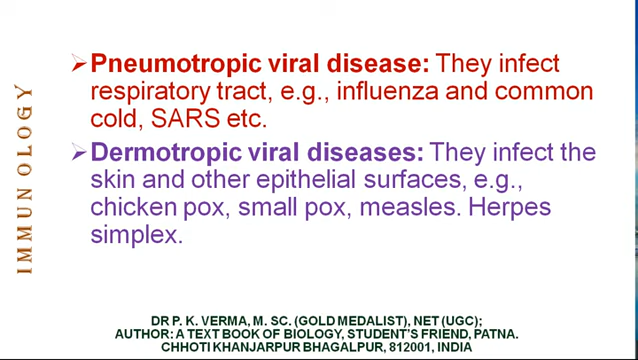 IMMUNOLOGY
Pneumotropic viral disease: They infect
respiratory tract, e.g., influenza and common
cold, SARS etc.
Dermotropic viral diseases: They infect the
skin and other epithelial surfaces, e.g.,
chicken pox, small pox, measles. Herpes
simplex.
DR P. K. VERMA, M. SC. (GOLD MEDALIST), NET (UGC);
AUTHOR: A TEXT BOOK OF BIOLOGY, STUDENT'S FRIEND, PATNA.
CHHOTI KHANJARPUR BHAGALPUR, 812001, INDIA